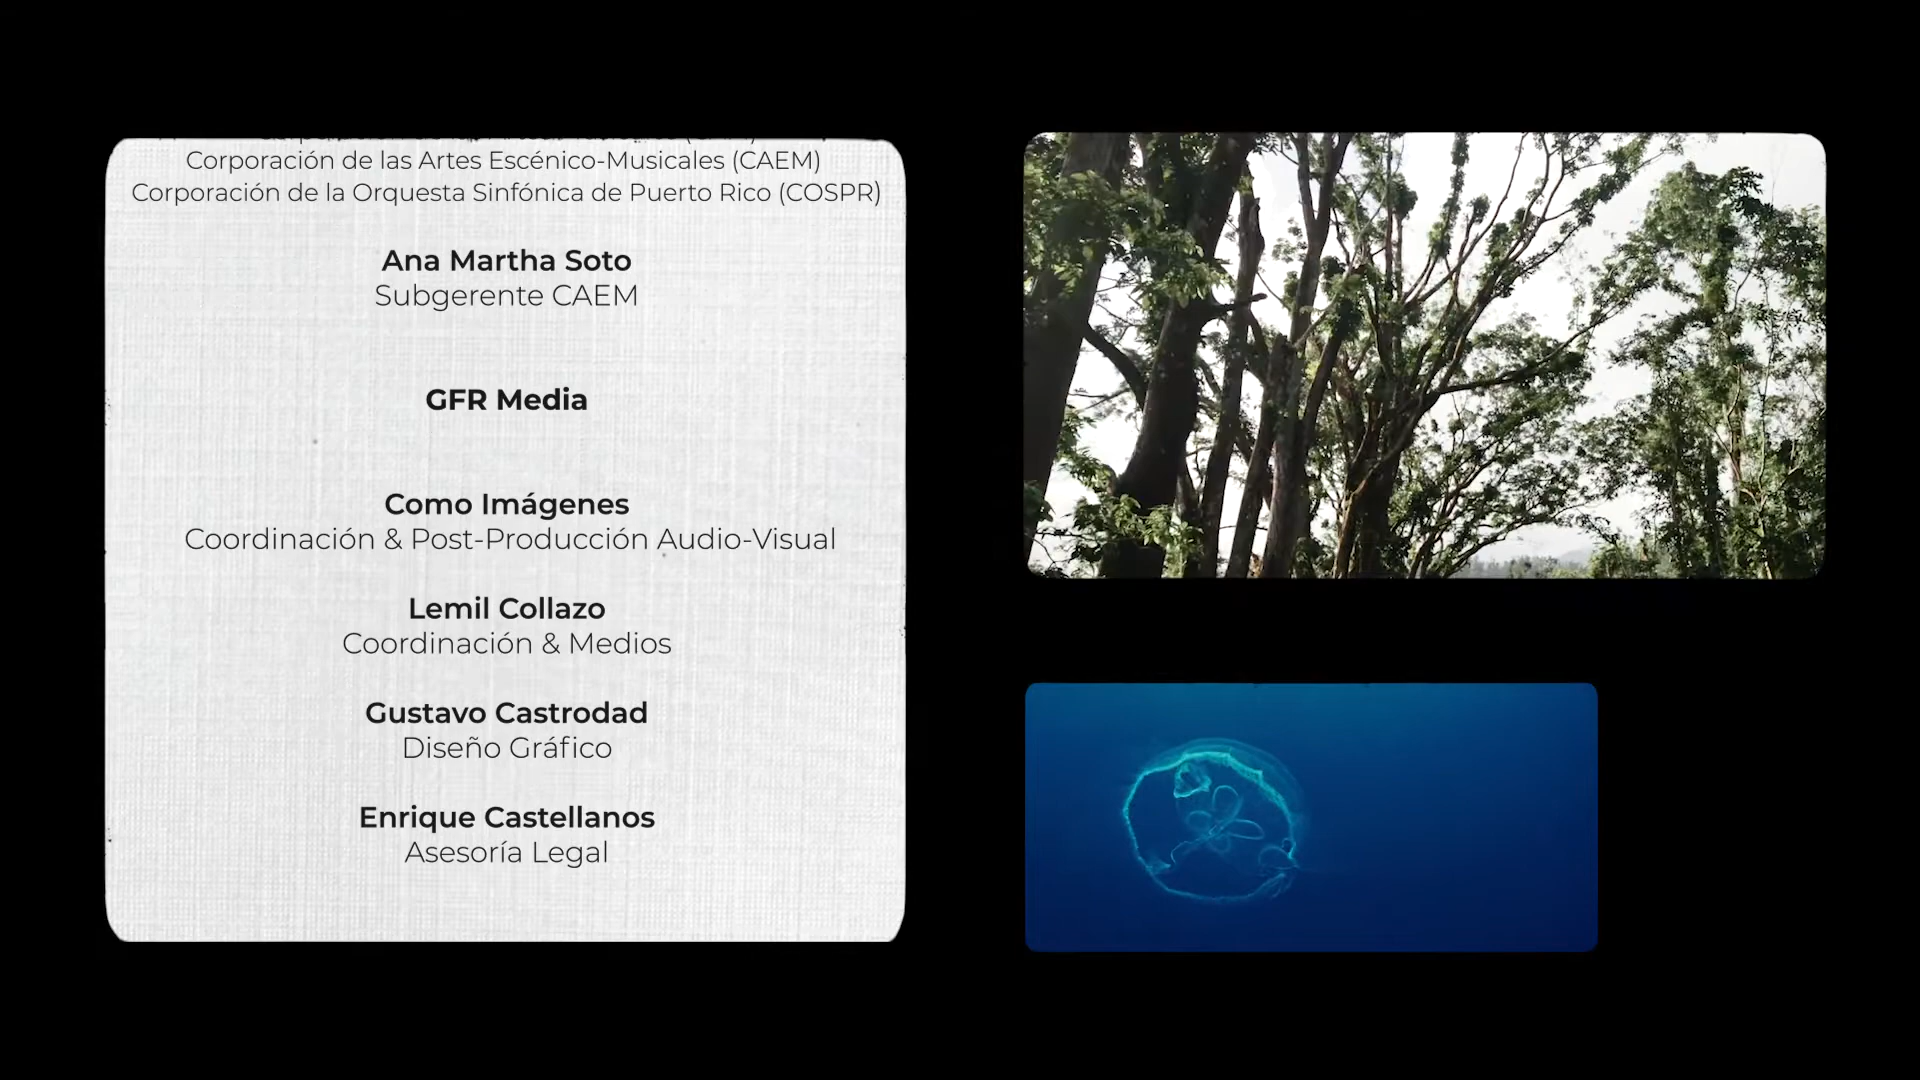 Corporación de las Artes Escénico-Musicales (CAEM)
Corporación de la Orquesta Sinfónica de Puerto Rico (COSPR)
Ana Martha Soto
Subgerente CAEM
GFR Media
Como Imágenes
Coordinación & Post-Producción Audio-Visual
Lemil Collazo
Coordinación & Medios
Gustavo Castrodad
Diseño Gráfico
Enrique Castellanos
Asesoría Legal